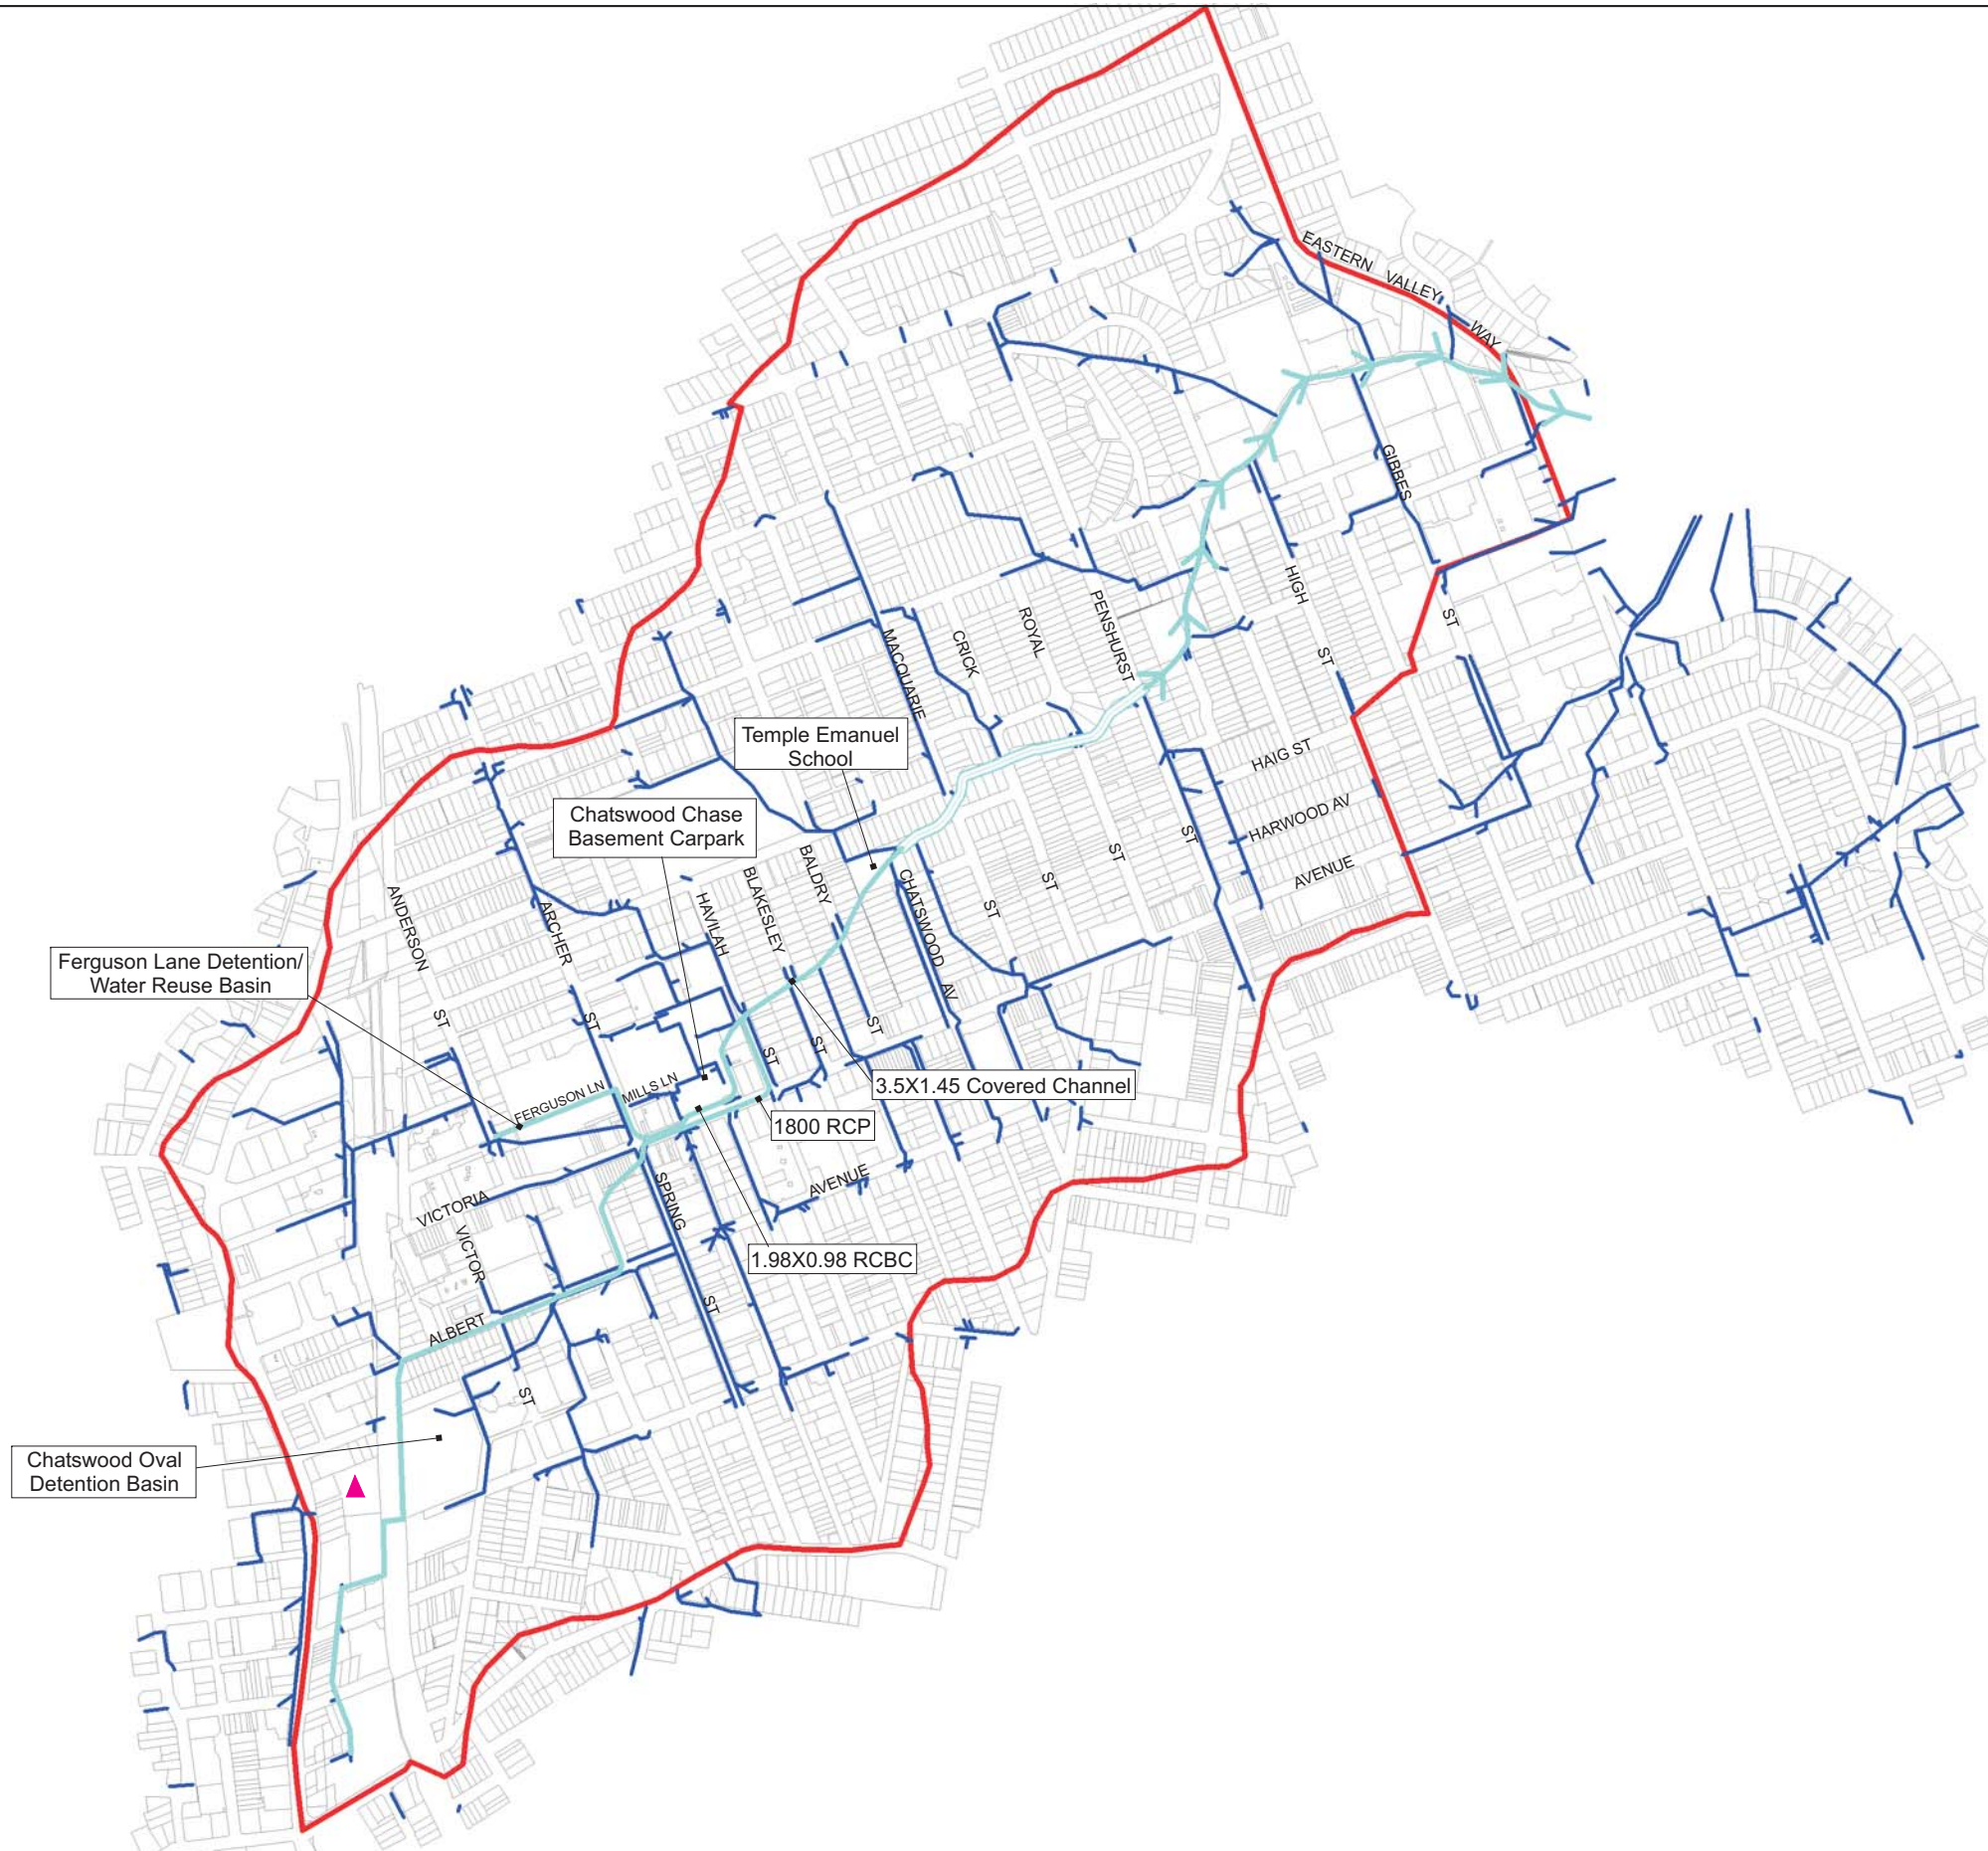 EASTERN VALLEY WAY
GIBBES
ST
HIGH
ST
PENSHURST
ST
ROYAL
ST
CRICK
ST
MACQUARIE
ST
HAIG ST
HARWOOD AV
AVENUE
Temple Emanuel
School
Chatswood Chase
Basement Carpark
BALDRY
ST
BLAKESLEY
ST
HAVILAH
ST
CHATSWOOD AV
ANDERSON
ST
ARCHER
ST
Ferguson Lane Detention/
Water Reuse Basin
FERGUSON LN
MILLS LN
3.5X1.45 Covered Channel
1800 RCP
1.98X0.98 RCBC
VICTORIA
AVENUE
SPRING
ST
VICTOR
ST
ALBERT
Chatswood Oval
Detention Basin